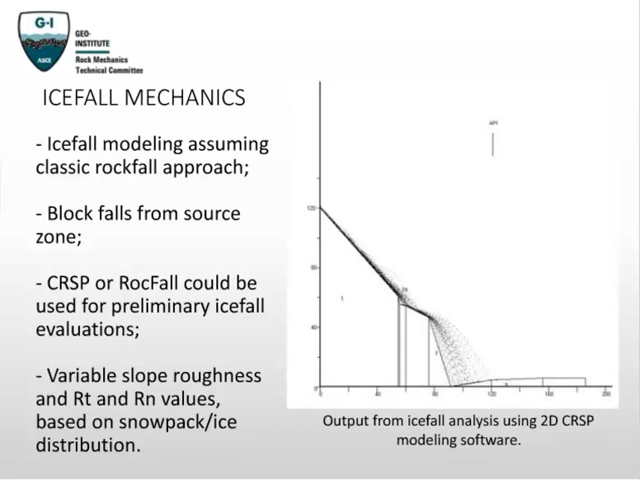 G-I
ASCE
GEO-
INSTITUTE
Rock Mechanics
Technical Committee
ICEFALL MECHANICS
- Icefall modeling assuming
classic rockfall approach;
- Block falls from source
zone;
- CRSP or RocFall could be
used for preliminary icefall
evaluations;
- Variable slope roughness
and Rt and Rn values,
based on snowpack/ice
distribution.
AP1
120
80
40
0
0 40 80 120 160 200
1
Output from icefall analysis using 2D CRSP
modeling software.